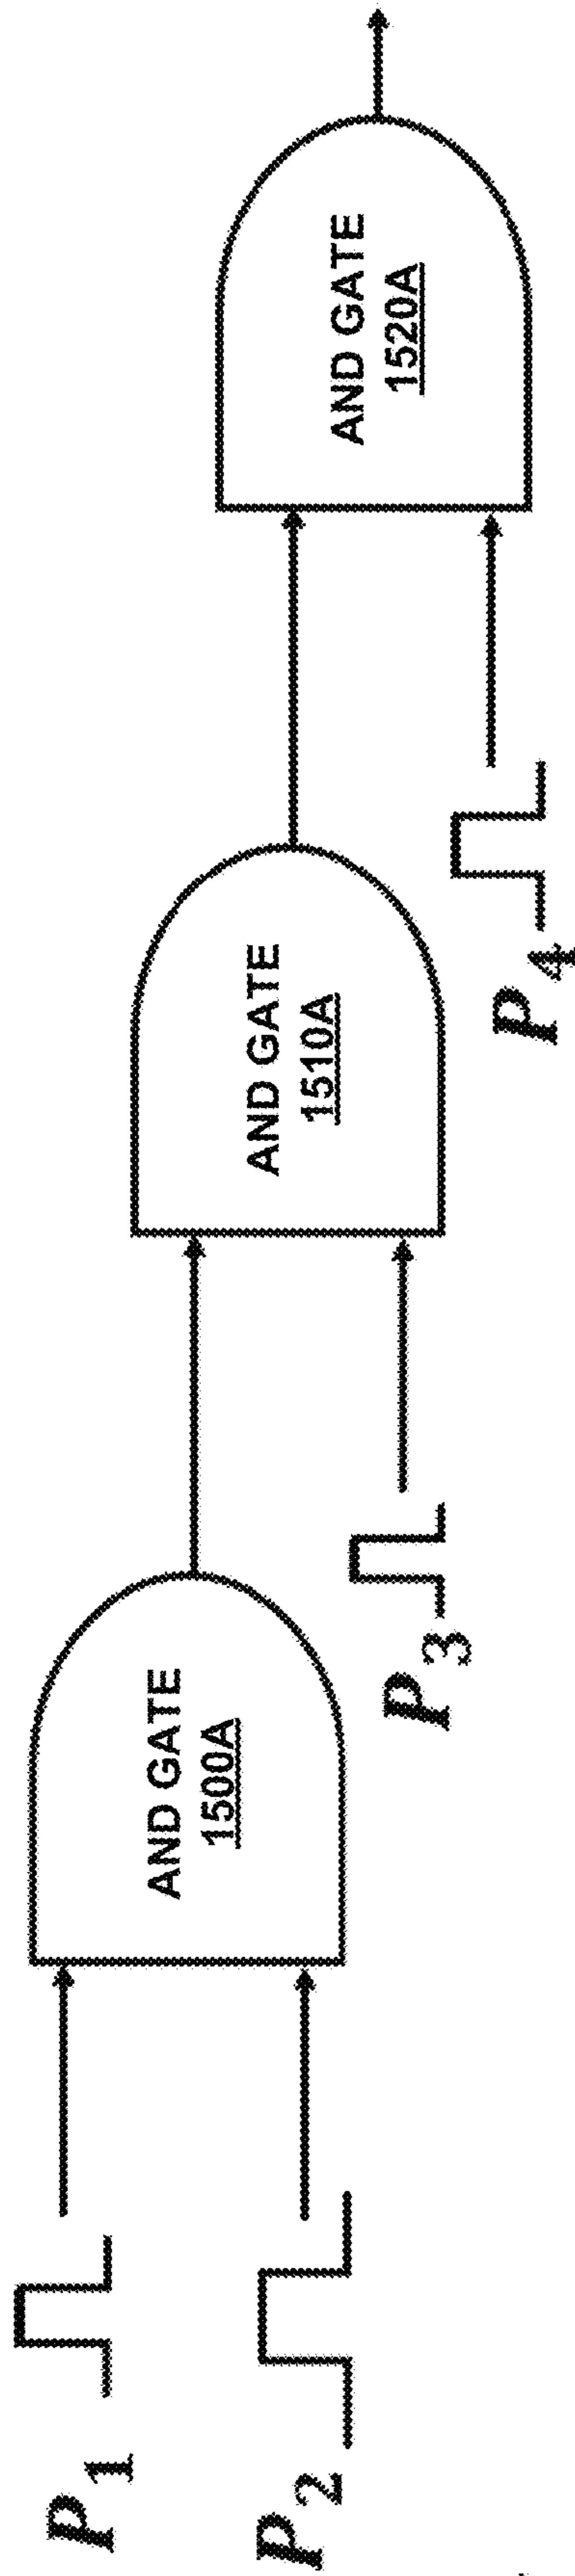 P1
P2
AND GATE
1500A
P3
AND GATE
1510A
P4
AND GATE
1520A